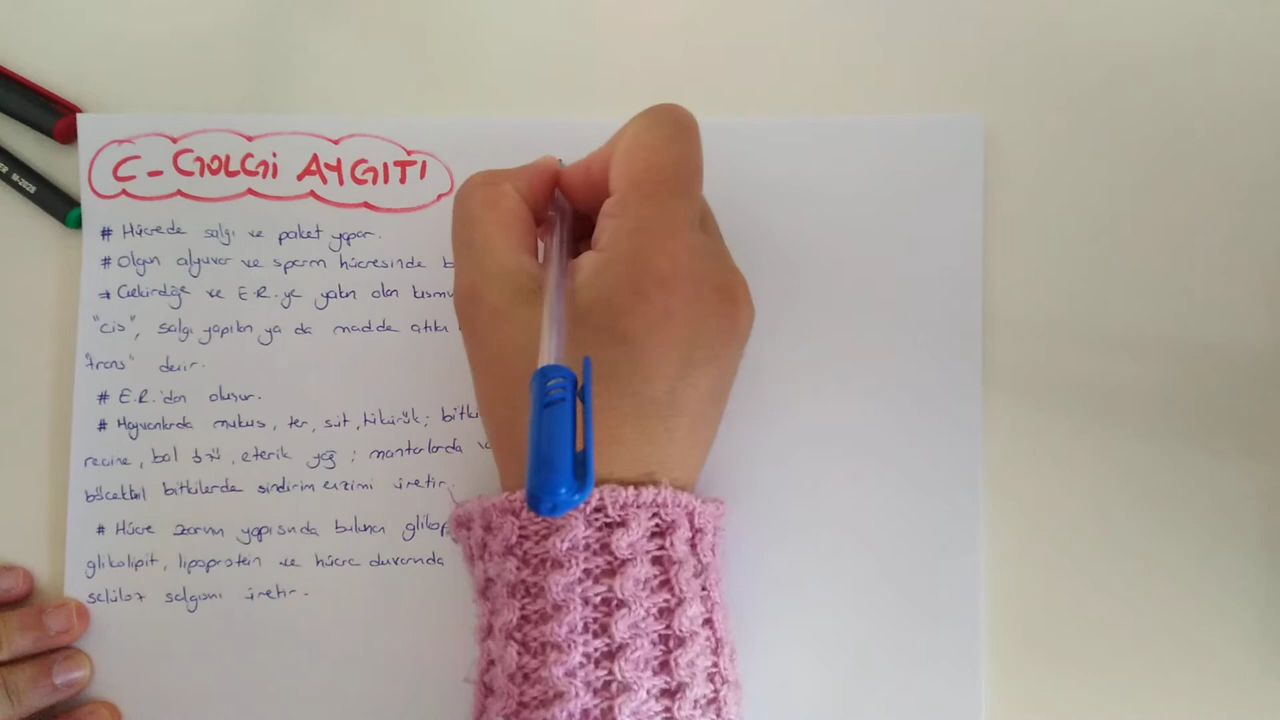 C- GOLGİ AYGITI
# Hücrede salgı ve paket yapar.
# Olgun alyuvar ve sperm hücresinde b
→ Çekirdeğe ve E.R.ye yakın olan kısmı
"cis", salgı yapılan ya da madde atılan
"trans" denir.
# E.R.'dan oluşur.
# Hayvanlarda mukus, ter, süt, tükürük; bitki
reçine, bal özü, eterik yağ; mantarlarda ve
böcekçil bitkilerde sindirim enzimi üretir.
# Hücre zarının yapısında bulunan glikop
glikolipit, lipoprotein ve hücre duvarında
selüloz salgısını üretir.
M-2028